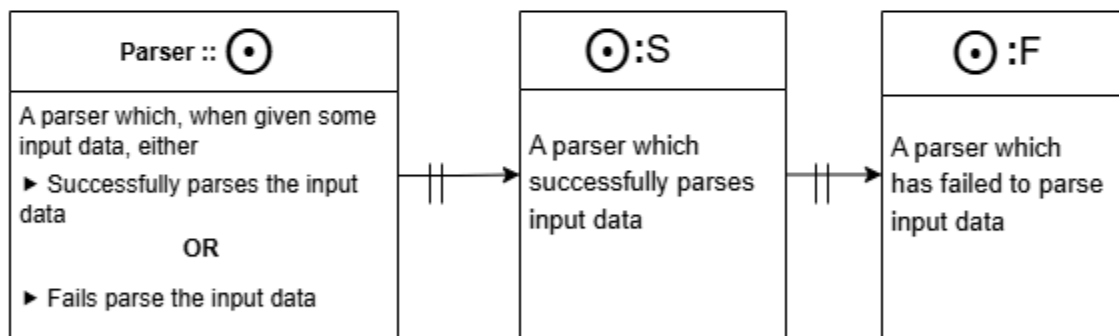 Parser :: ⊙
A parser which, when given some
input data, either
▶ Successfully parses the input
data
OR
▶ Fails parse the input data
⊙:S
A parser which
successfully parses
input data
⊙ :F
A parser which
has failed to parse
input data